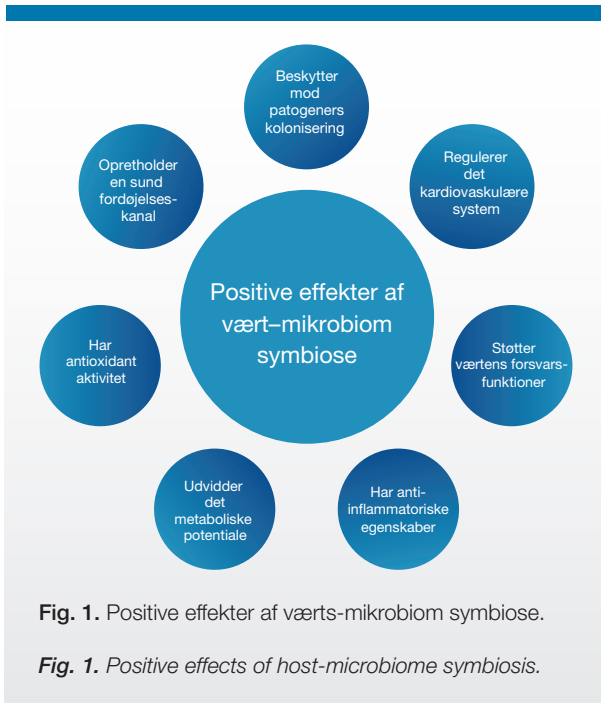 Beskytter
mod
patogeners
kolonisering
Opretholder
en sund
fordøjelses-
kanal
Regulerer
det
kardiovaskulære
system
Positive effekter af
vært–mikrobiom
symbiose
Har
antioxidant
aktivitet
Støtter
værtens forsvars-
funktioner
Udvidder
det
metaboliske
potentiale
Har anti-
inflammatoriske
egenskaber
Fig. 1. Positive effekter af værts-mikrobiom symbiose.
Fig. 1. Positive effects of host-microbiome symbiosis.